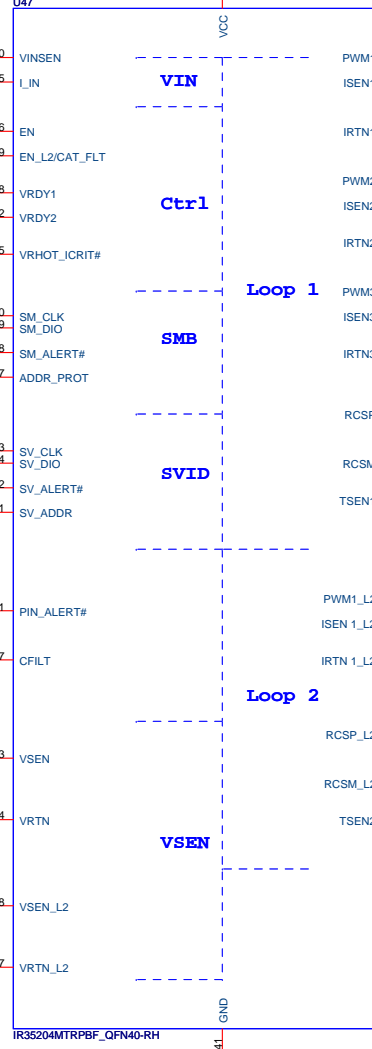 U47
VCC
VINSEN
PWM1
I_IN
VIN
ISEN1
EN
IRTN1
EN_L2/CAT_FLT
PWM2
VRDY1
Ctrl
ISEN2
VRDY2
IRTN2
VRHOT_ICRIT#
Loop 1
PWM3
SM_CLK
ISEN3
SM_DIO
SMB
SM_ALERT#
IRTN3
ADDR_PROT
RCSP
SV_CLK
SV_DIO
RCSM
SVID
SV_ALERT#
TSEN1
SV_ADDR
PWM1_L2
PIN_ALERT#
ISEN 1_L2
CFILT
IRTN 1_L2
Loop 2
RCSP_L2
VSEN
RCSM_L2
VRTN
TSEN2
VSEN
VSEN_L2
VRTN_L2
GND
IR35204MTRPBF_QFN40-RH
41